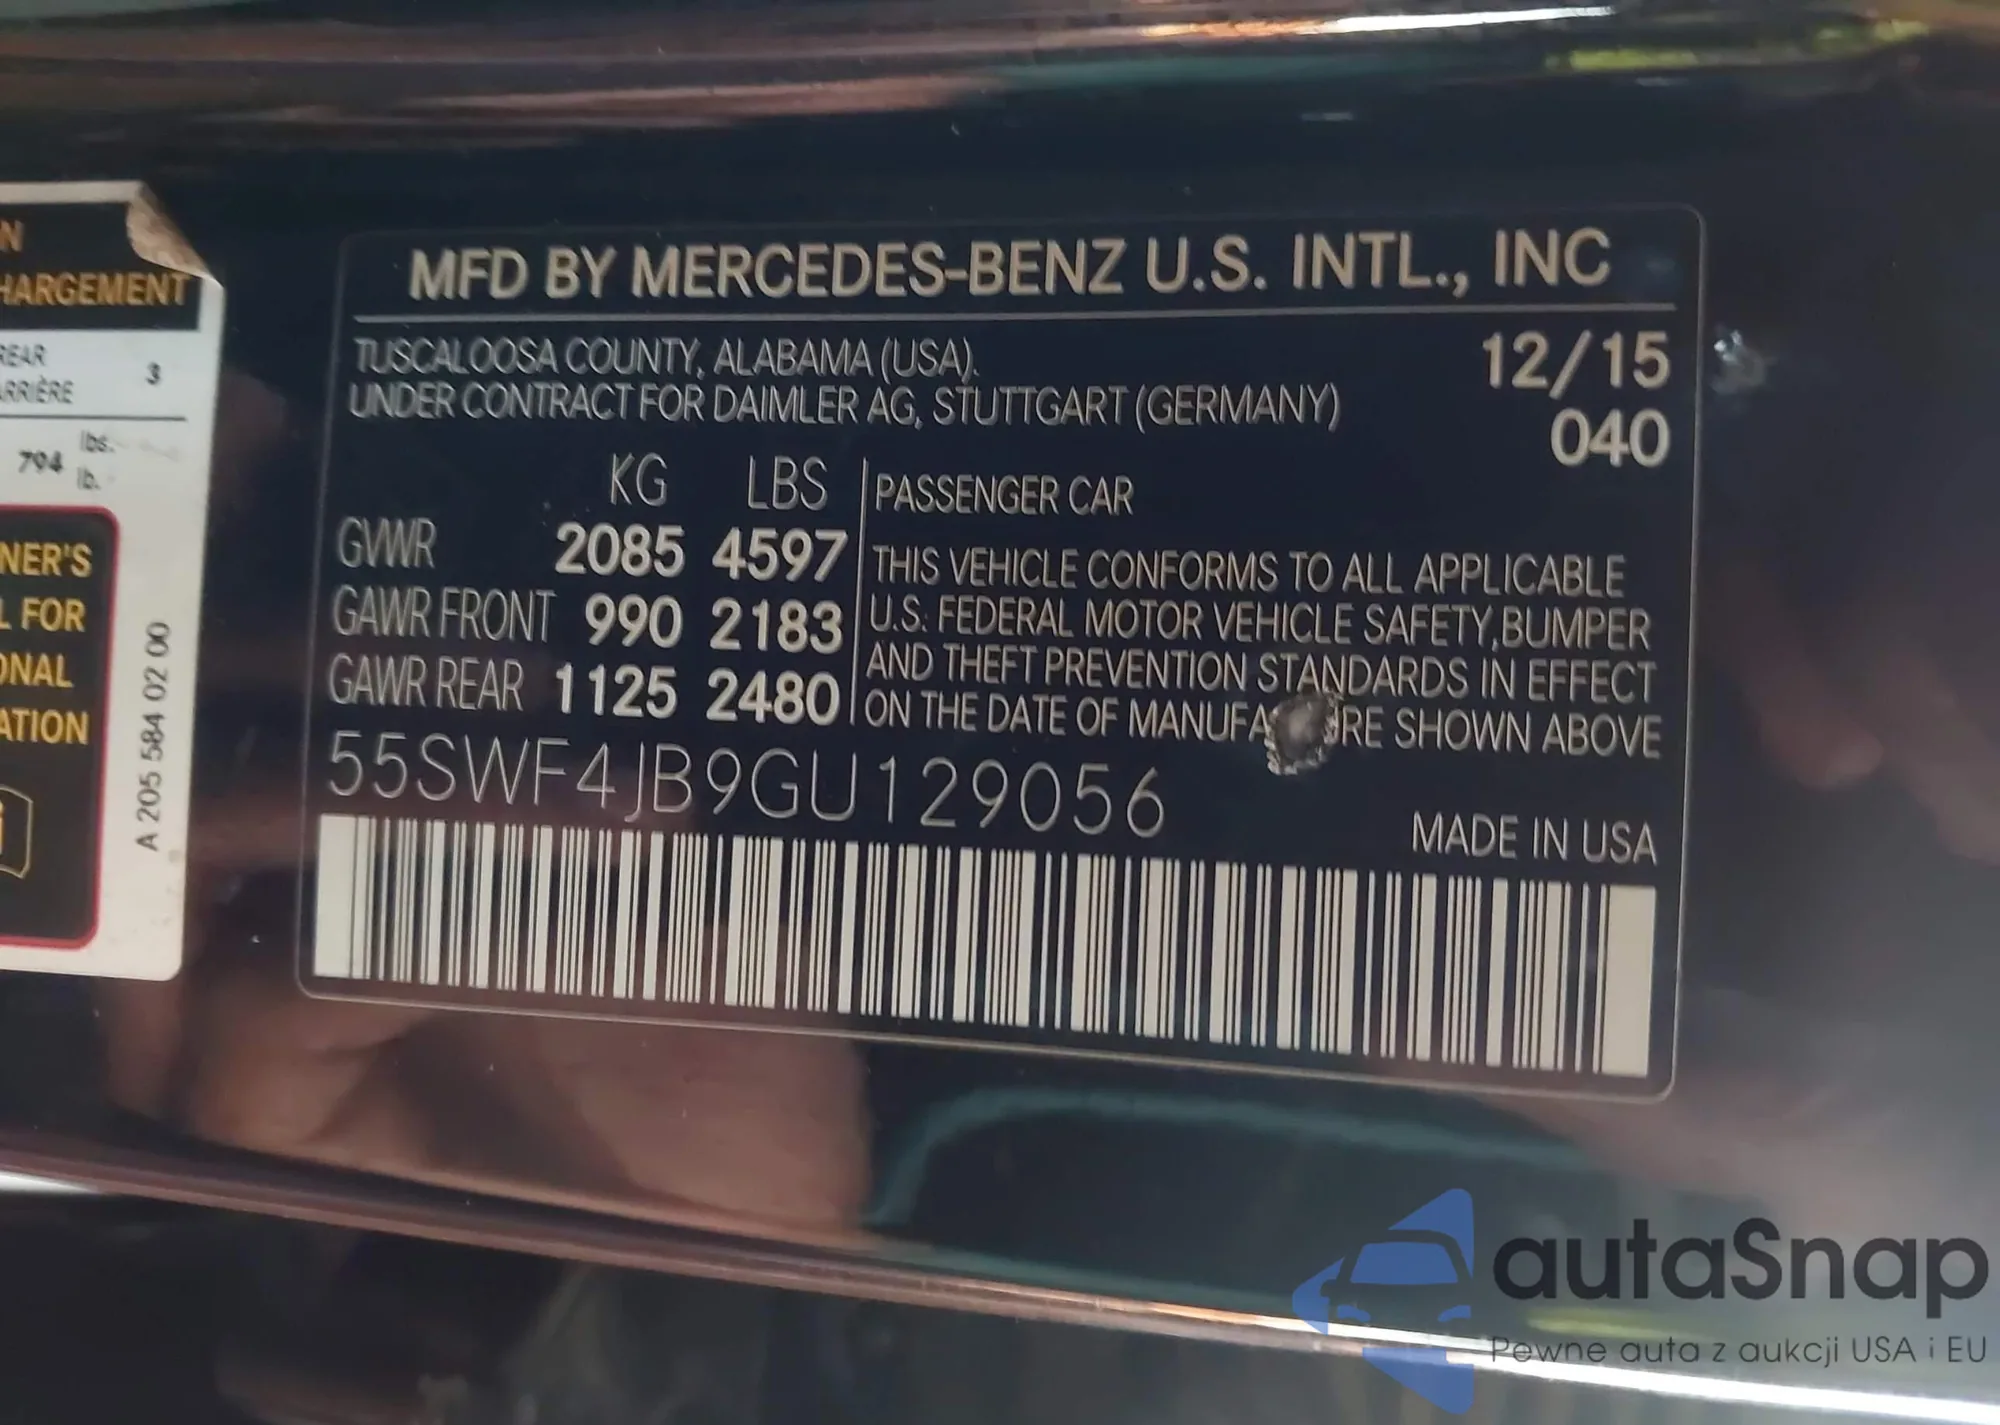 N
HARGEMENT
REAR
ARRIÈRE
3
794 lbs.
lb.
NER'S
L FOR
ONAL
ATION
i
A 205 584 02 00
MFD BY MERCEDES-BENZ U.S. INTL., INC
TUSCALOOSA COUNTY, ALABAMA (USA).
UNDER CONTRACT FOR DAIMLER AG, STUTTGART (GERMANY)
12/15
040
KG LBS
GVWR 2085 4597
GAWR FRONT 990 2183
GAWR REAR 1125 2480
PASSENGER CAR
THIS VEHICLE CONFORMS TO ALL APPLICABLE
U.S. FEDERAL MOTOR VEHICLE SAFETY,BUMPER
AND THEFT PREVENTION STANDARDS IN EFFECT
ON THE DATE OF MANUFA RE SHOWN ABOVE
55SWF4JB9GU129056
MADE IN USA
autaSnap
Pewne auta z aukcji USA i EU